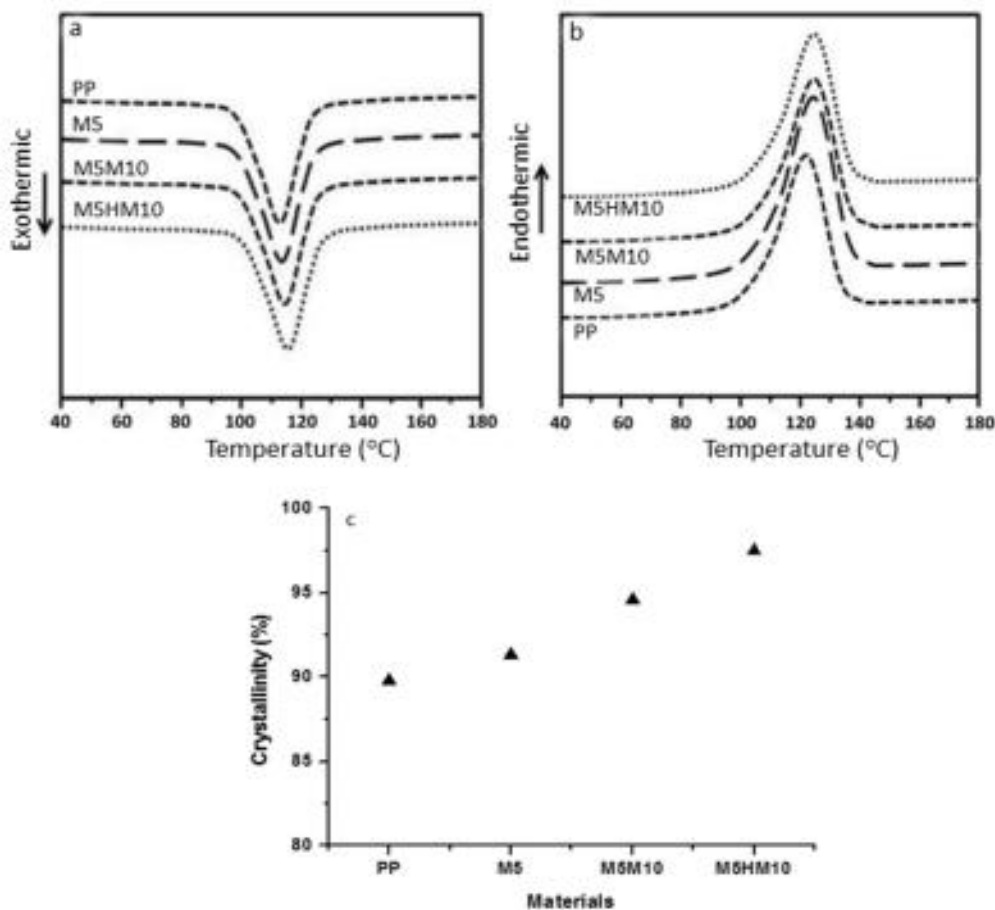 a
PP
M5
M5M10
M5HM10
Exothermic
40 60 80 100 120 140 160 180
Temperature (°C)
b
M5HM10
M5M10
M5
PP
Endothermic
40 60 80 100 120 140 160 180
Temperature (°C)
c
100
95
90
85
80
Crystallinity (%)
PP M5 M5M10 M5HM10
Materials